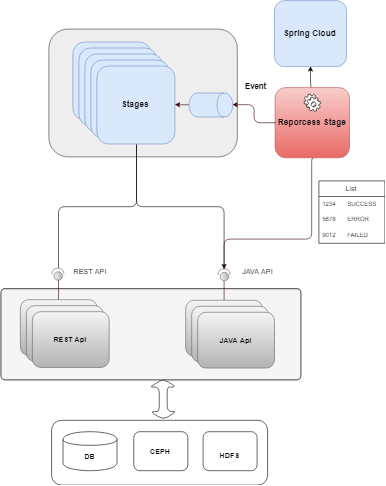 Spring Cloud
Event
Stages
Reporcess Stage
List
1234 SUCCESS
5678 ERROR
9012 FAILED
REST API
JAVA API
REST Api
JAVA Api
DB
CEPH
HDFS